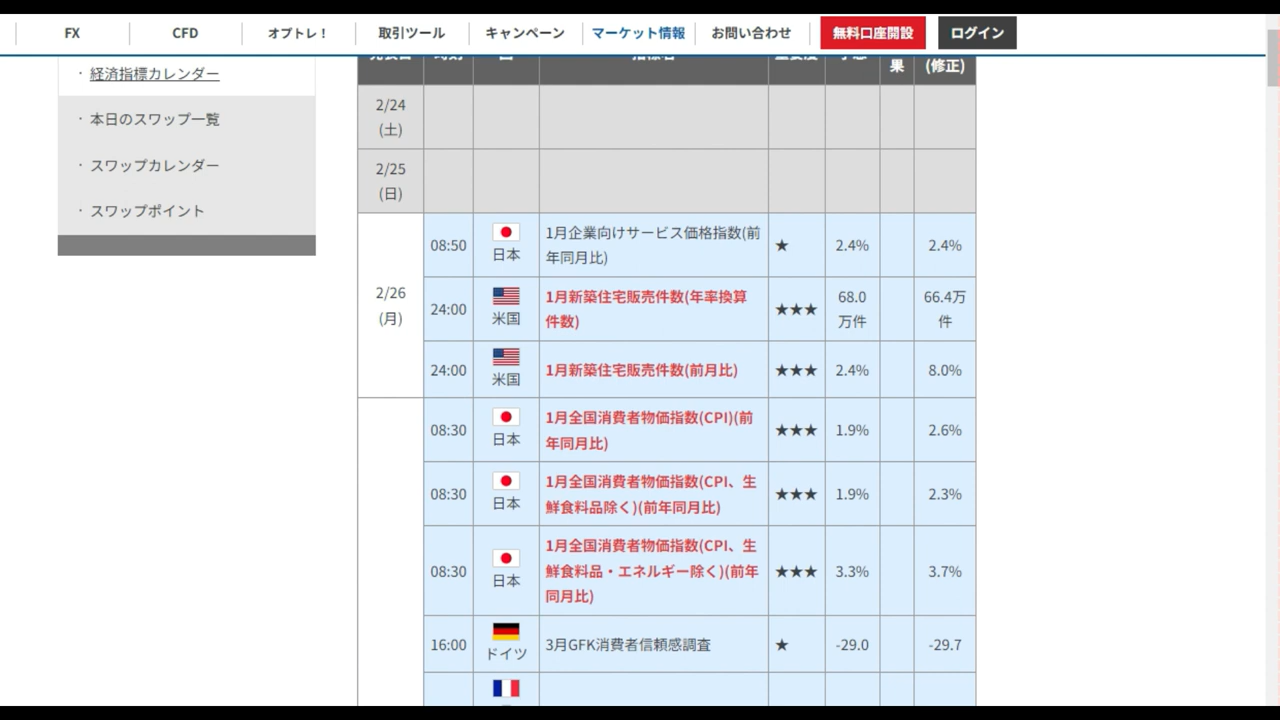 FX CFD オプトレ！ 取引ツール キャンペーン マーケット情報 お問い合わせ 無料口座開設 ログイン
・経済指標カレンダー
・本日のスワップ一覧
・スワップカレンダー
・スワップポイント
果 (修正)
2/24
(土)
2/25
(日)
2/26
(月)
08:50 日本 1月企業向けサービス価格指数(前
年同月比) ★ 2.4% 2.4%
24:00 米国 1月新築住宅販売件数(年率換算
件数) ★★★ 68.0
万件 66.4万
件
24:00 米国 1月新築住宅販売件数(前月比) ★★★ 2.4% 8.0%
08:30 日本 1月全国消費者物価指数(CPI)(前
年同月比) ★★★ 1.9% 2.6%
08:30 日本 1月全国消費者物価指数(CPI、生
鮮食料品除く)(前年同月比) ★★★ 1.9% 2.3%
08:30 日本 1月全国消費者物価指数(CPI、生
鮮食料品・エネルギー除く)(前年
同月比) ★★★ 3.3% 3.7%
16:00 ドイツ 3月GFK消費者信頼感調査 ★ -29.0 -29.7